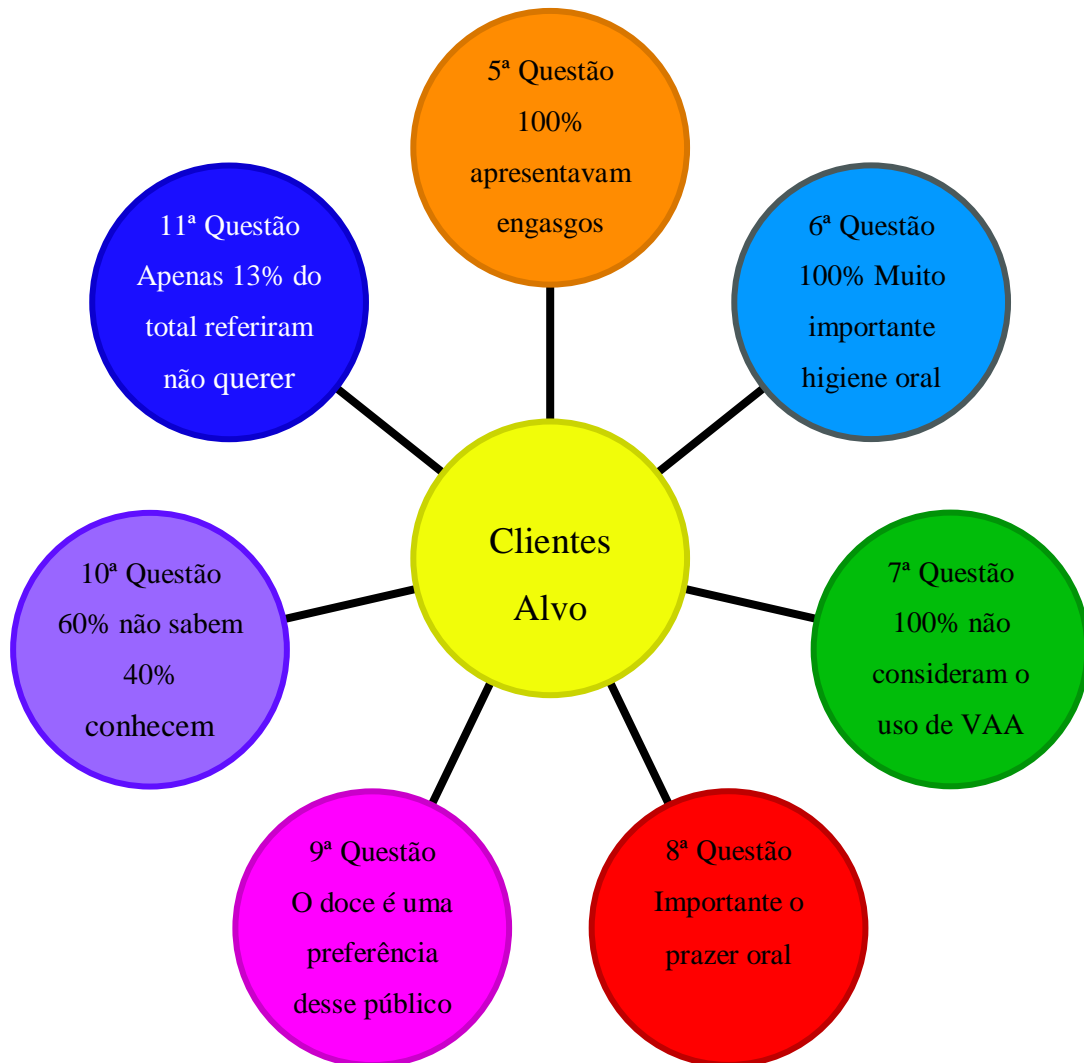 5ª Questão
100%
apresentavam
engasgos
6ª Questão
100% Muito
importante
higiene oral
7ª Questão
100% não
consideram o
uso de VAA
8ª Questão
Importante o
prazer oral
9ª Questão
O doce é uma
preferência
desse público
10ª Questão
60% não sabem
40%
conhecem
11ª Questão
Apenas 13% do
total referiram
não querer
Clientes
Alvo